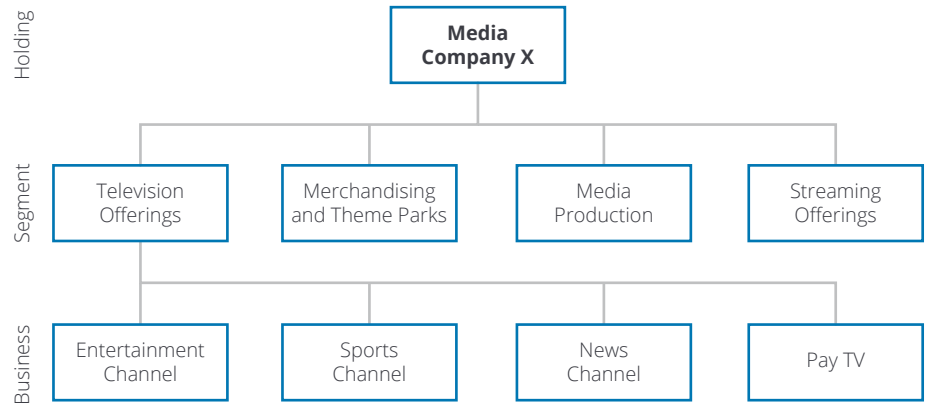 Holding
Media
Company X
Segment
Television
Offerings
Merchandising
and Theme Parks
Media
Production
Streaming
Offerings
Business
Entertainment
Channel
Sports
Channel
News
Channel
Pay TV